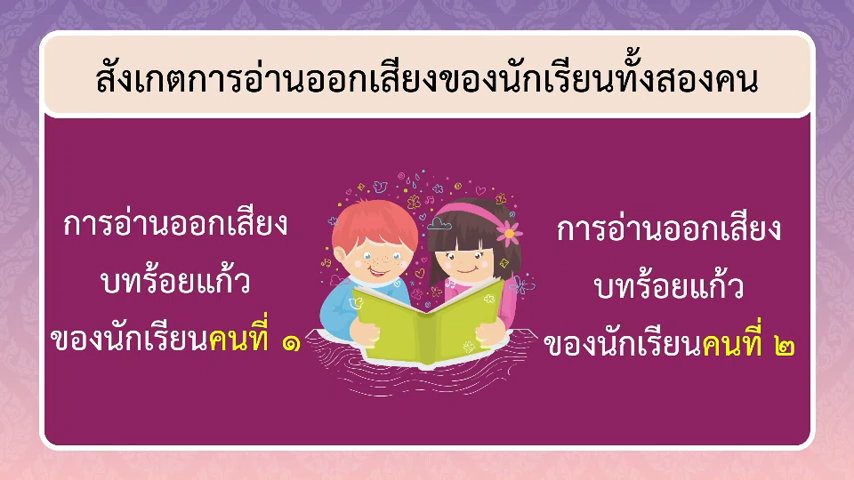 สังเกตการอ่านออกเสียงของนักเรียนทั้งสองคน
การอ่านออกเสียง
บทร้อยแก้ว
ของนักเรียนคนที่ ๑
การอ่านออกเสียง
บทร้อยแก้ว
ของนักเรียนคนที่ ๒